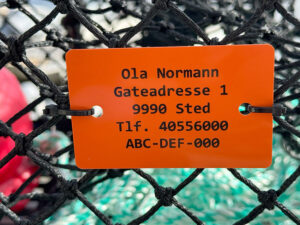 Ola Normann
Gateadresse 1
9990 Sted
Tlf. 40556000
ABC-DEF-000